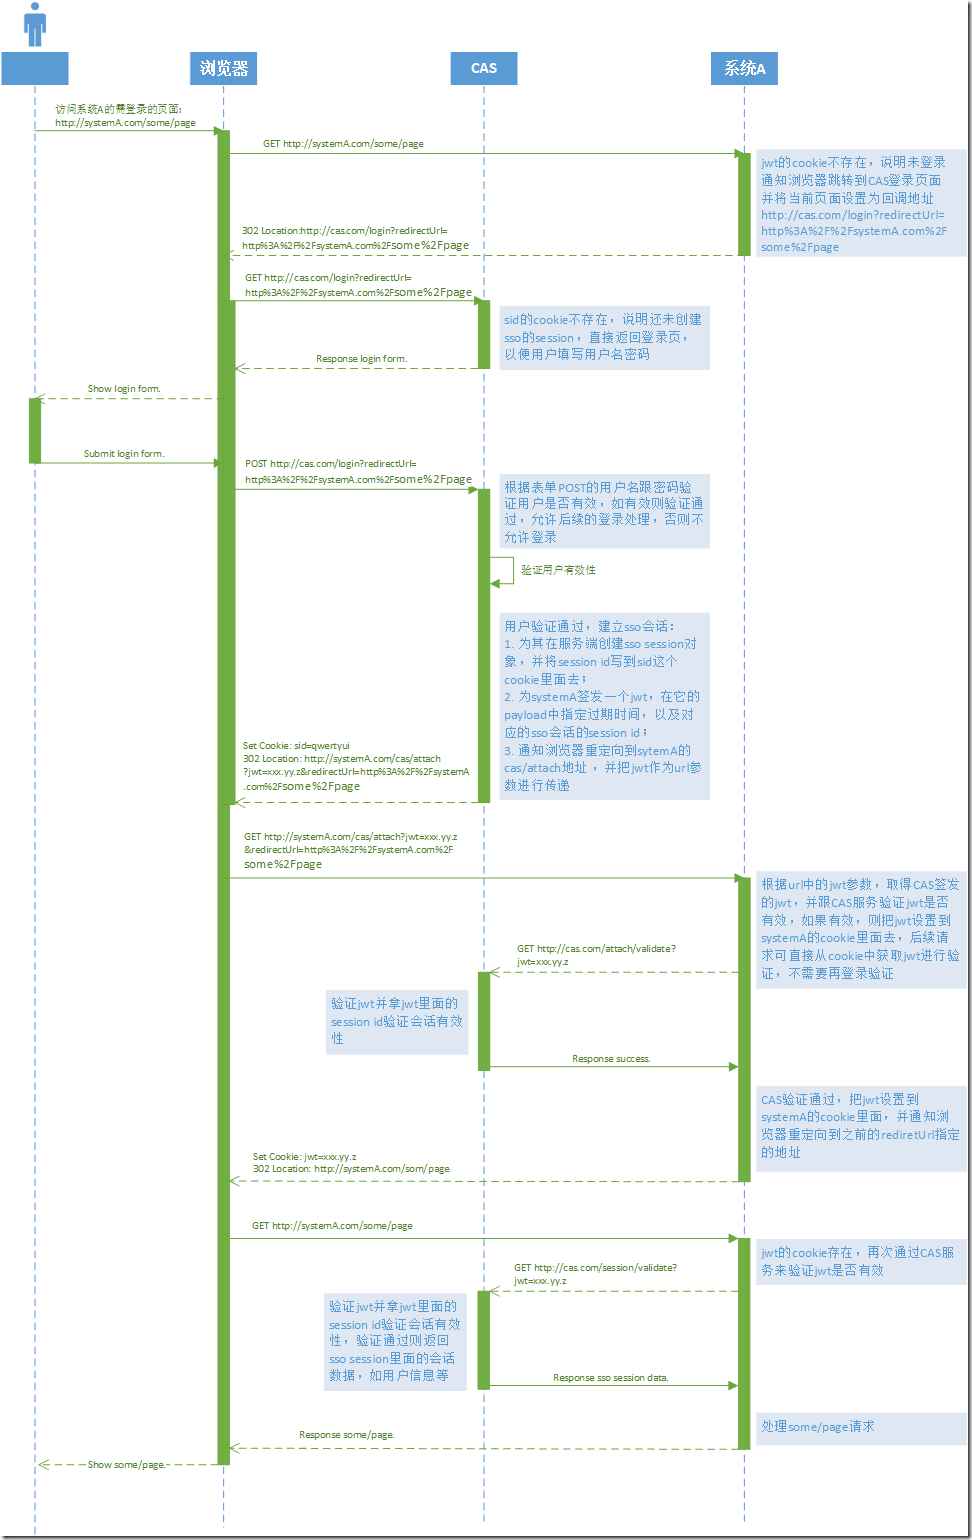 浏览器
CAS
系统A
访问系统A的需登录的页面:
http://systemA.com/some/page
GET http://systemA.com/some/page
jwt的cookie不存在，说明未登录
通知浏览器跳转到CAS登录页面
并将当前页面设置为回调地址
http://cas.com/login?redirectUrl=
http%3A%2F%2FsystemA.com%2F
some%2Fpage
302 Location:http://cas.com/login?redirectUrl=
http%3A%2F%2FsystemA.com%2Fsome%2Fpage
GET http://cas.com/login?redirectUrl=
http%3A%2F%2FsystemA.com%2Fsome%2Fpage
sid的cookie不存在，说明还未创建
sso的session，直接返回登录页，
以便用户填写用户名密码
Response login form.
Show login form.
Submit login form.
POST http://cas.com/login?redirectUrl=
http%3A%2F%2FsystemA.com%2Fsome%2Fpage
根据表单POST的用户名跟密码验
证用户是否有效，如有效则验证通
过，允许后续的登录处理，否则不
允许登录
验证用户有效性
用户验证通过，建立sso会话：
1. 为其在服务端创建sso session对
象，并将session id写到sid这个
cookie里面去；
2. 为systemA签发一个jwt，在它的
payload中指定过期时间，以及对
应的sso会话的session id；
3. 通知浏览器重定向到sytemA的
cas/attach地址，并把jwt作为url参
数进行传递
Set Cookie: sid=qwertyui
302 Location: http://systemA.com/cas/attach
?jwt=xxx.yy.z&redirectUrl=http%3A%2F%2FsystemA
.com%2Fsome%2Fpage
GET http://systemA.com/cas/attach?jwt=xxx.yy.z
&redirectUrl=http%3A%2F%2FsystemA.com%2F
some%2Fpage
根据url中的jwt参数，取得CAS签发
的jwt，并跟CAS服务验证jwt是否
有效，如果有效，则把jwt设置到
systemA的cookie里面去，后续请
求可直接从cookie中获取jwt进行验
证，不需要再登录验证
GET http://cas.com/attach/validate?
jwt=xxx.yy.z
验证jwt并拿jwt里面的
session id验证会话有效
性
Response success.
CAS验证通过，把jwt设置到
systemA的cookie里面，并通知浏
览器重定向到之前的rediretUrl指定
的地址
Set Cookie: jwt=xxx.yy.z
302 Location: http://systemA.com/som/page
GET http://systemA.com/some/page
jwt的cookie存在，再次通过CAS服
务来验证jwt是否有效
GET http://cas.com/session/validate?
jwt=xxx.yy.z
验证jwt并拿jwt里面的
session id验证会话有效
性，验证通过则返回
sso session里面的会话
数据，如用户信息等
Response sso session data.
处理some/page请求
Response some/page.
Show some/page.